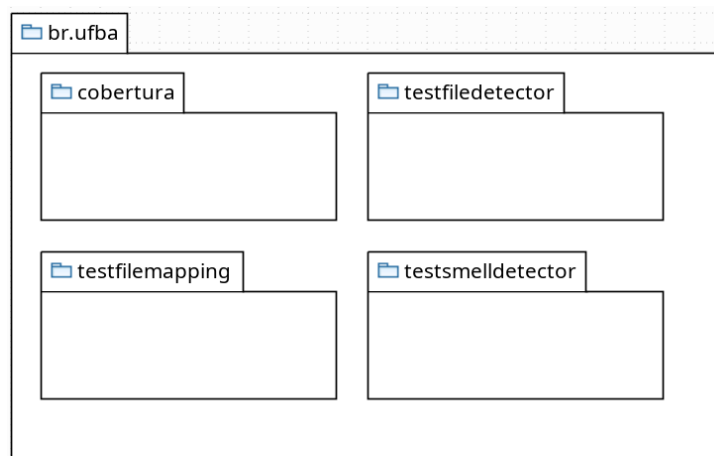 br.ufba
cobertura
testfiledetector
testfilemapping
testsmelldetector